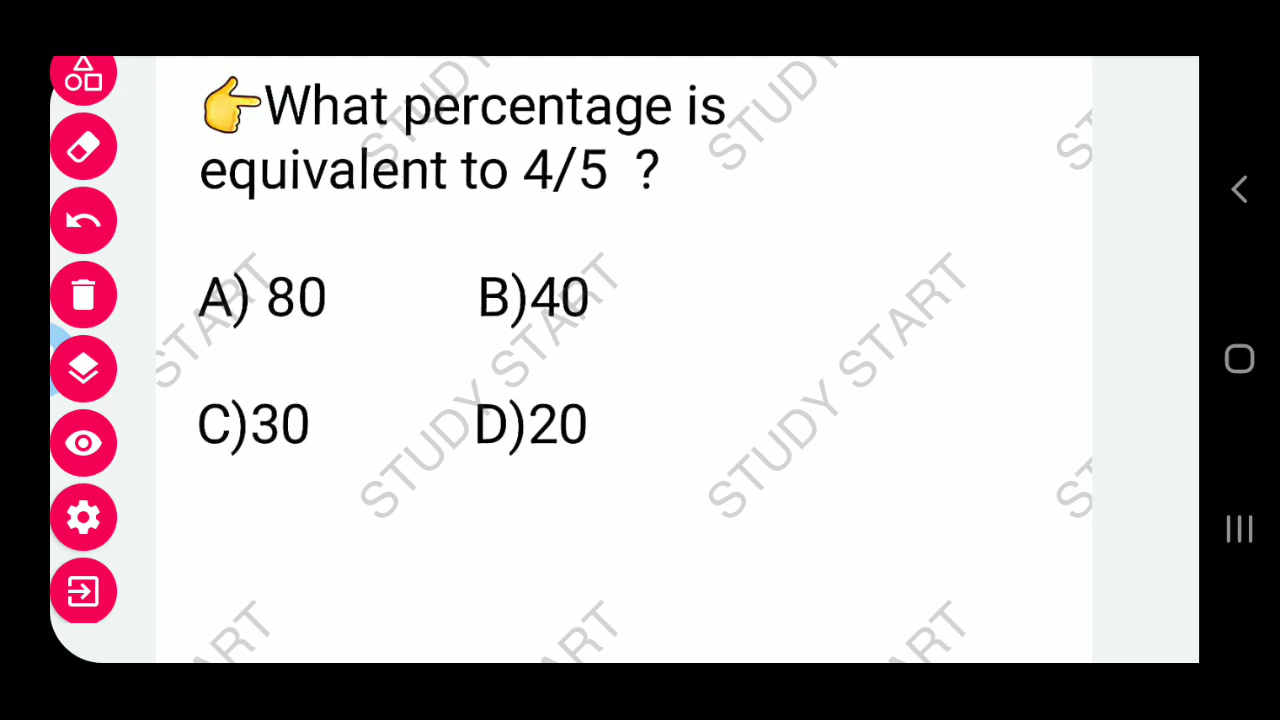 👉What percentage is
equivalent to 4/5 ?
A) 80 B)40
C)30 D)20
STUDY START
STUDY START